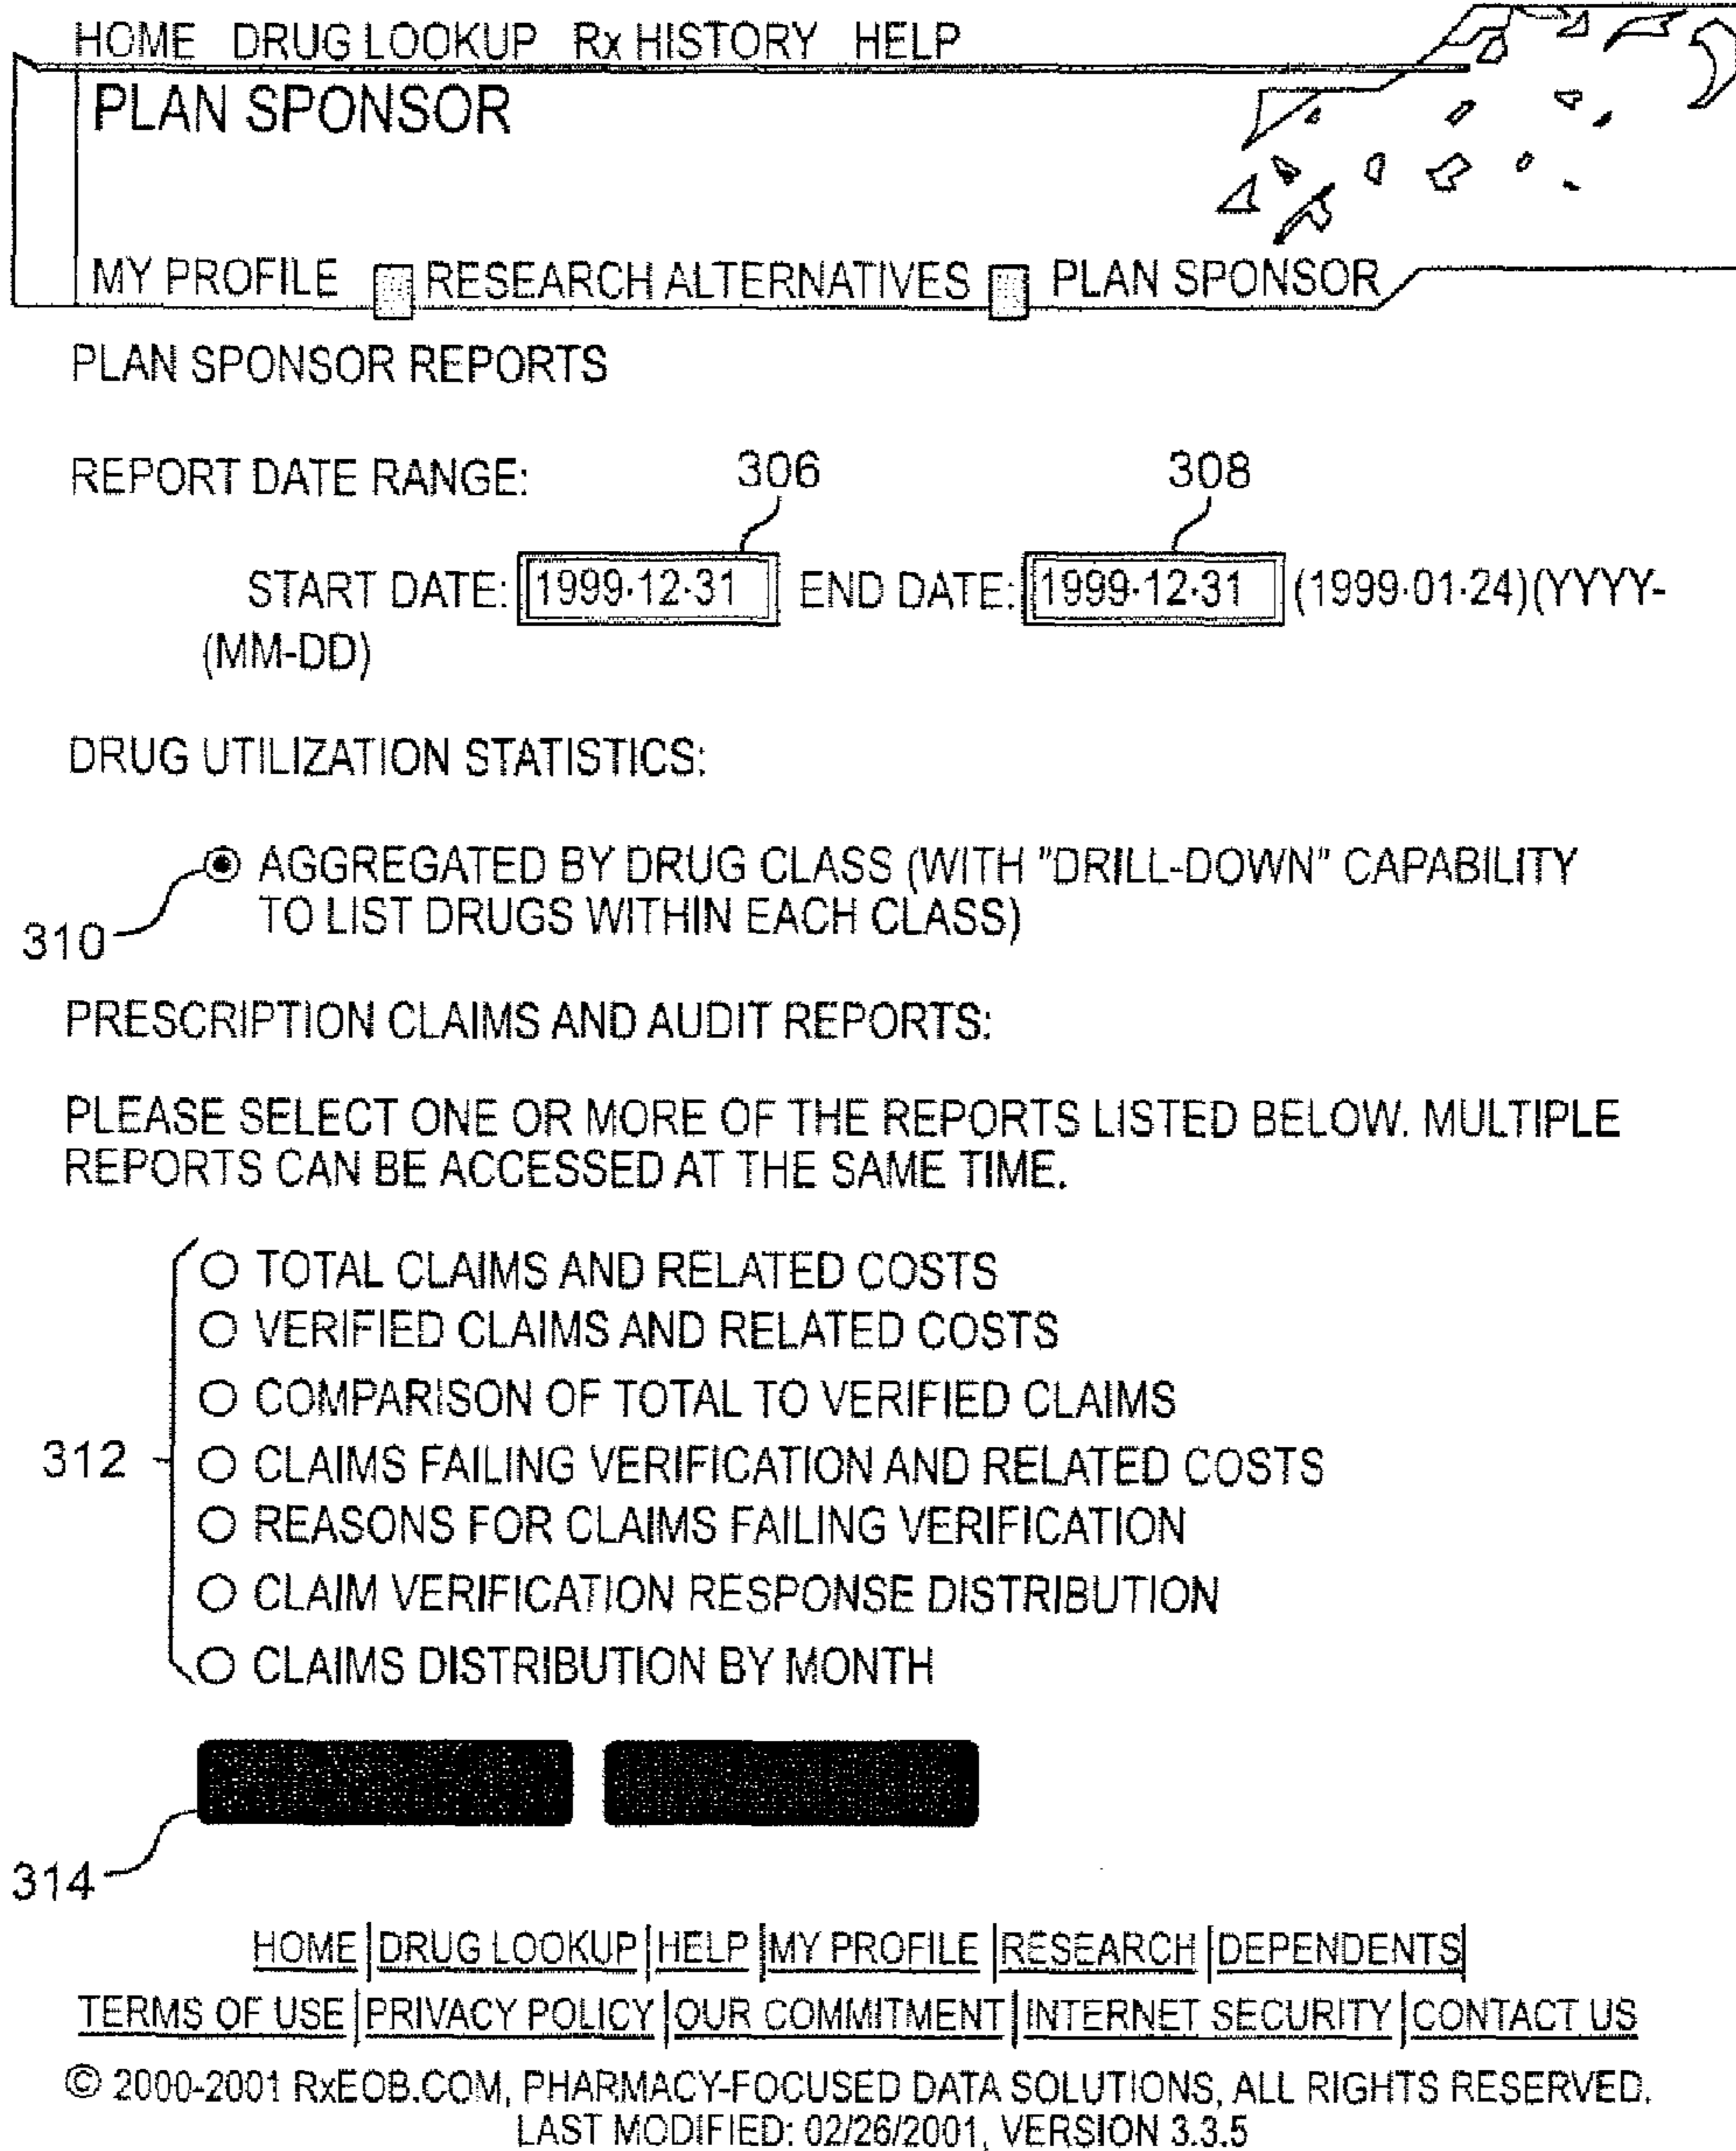 HOME DRUG LOOKUP Rx HISTORY HELP
PLAN SPONSOR
MY PROFILE RESEARCH ALTERNATIVES PLAN SPONSOR
PLAN SPONSOR REPORTS
REPORT DATE RANGE:
306 308
START DATE: 1999·12·31 END DATE: 1999·12·31 (1999·01·24)(YYYY-
(MM-DD)
DRUG UTILIZATION STATISTICS:
AGGREGATED BY DRUG CLASS (WITH "DRILL-DOWN" CAPABILITY
TO LIST DRUGS WITHIN EACH CLASS)
310
PRESCRIPTION CLAIMS AND AUDIT REPORTS:
PLEASE SELECT ONE OR MORE OF THE REPORTS LISTED BELOW. MULTIPLE
REPORTS CAN BE ACCESSED AT THE SAME TIME.
TOTAL CLAIMS AND RELATED COSTS
VERIFIED CLAIMS AND RELATED COSTS
COMPARISON OF TOTAL TO VERIFIED CLAIMS
312 CLAIMS FAILING VERIFICATION AND RELATED COSTS
REASONS FOR CLAIMS FAILING VERIFICATION
CLAIM VERIFICATION RESPONSE DISTRIBUTION
CLAIMS DISTRIBUTION BY MONTH
314
HOME|DRUG LOOKUP|HELP|MY PROFILE|RESEARCH|DEPENDENTS|
TERMS OF USE|PRIVACY POLICY|OUR COMMITMENT|INTERNET SECURITY|CONTACT US
© 2000-2001 RxEOB.COM, PHARMACY-FOCUSED DATA SOLUTIONS, ALL RIGHTS RESERVED.
LAST MODIFIED: 02/26/2001, VERSION 3.3.5